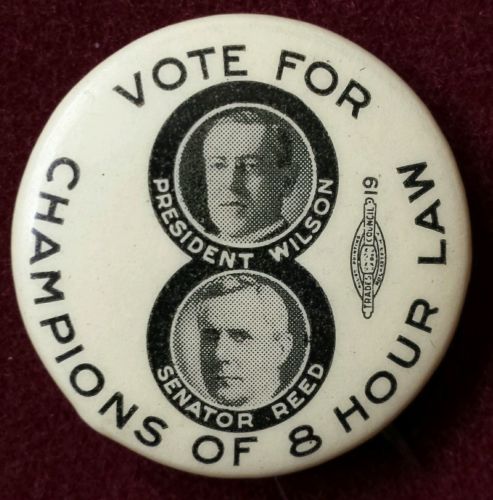 VOTE FOR
PRESIDENT WILSON
SENATOR REED
CHAMPIONS OF 8 HOUR LAW
TRADES COUNCIL 19